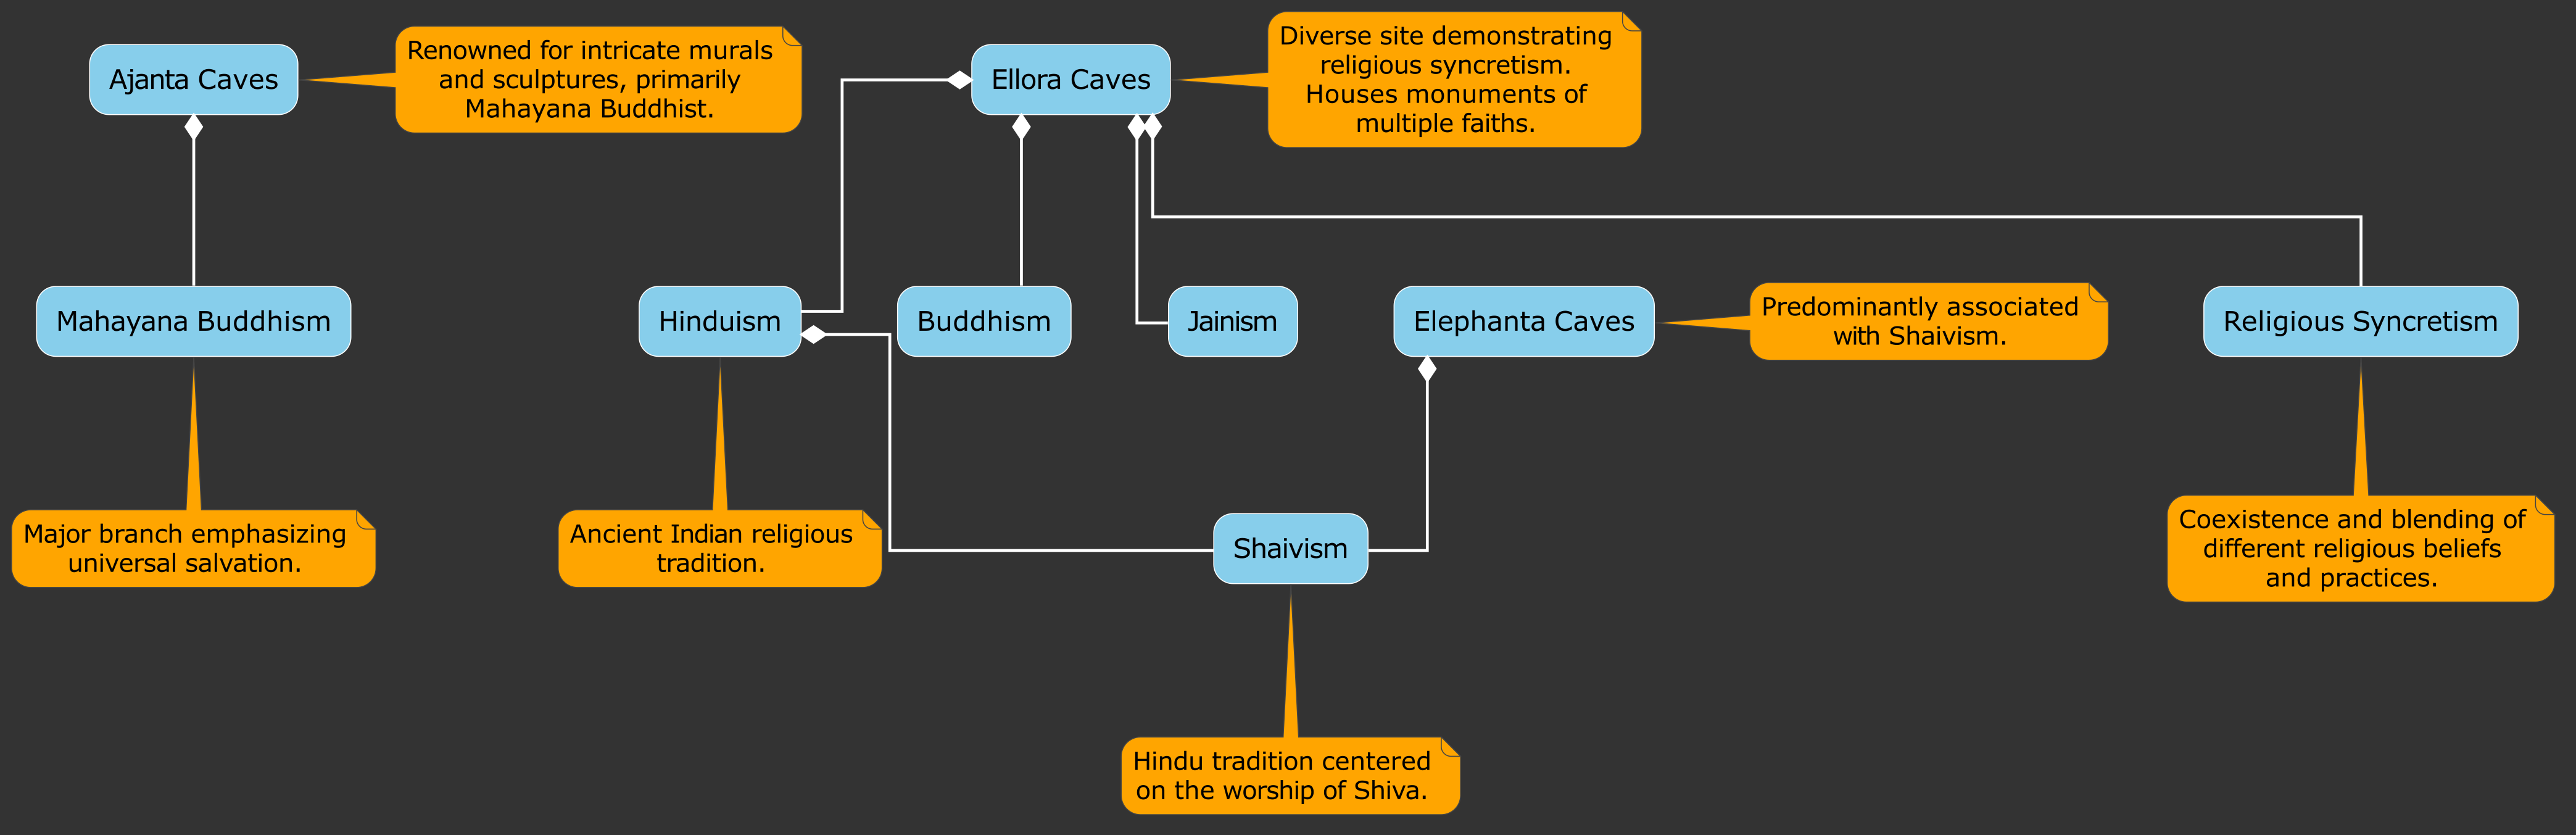 Ajanta Caves
Renowned for intricate murals
and sculptures, primarily
Mahayana Buddhist.
Ellora Caves
Diverse site demonstrating
religious syncretism.
Houses monuments of
multiple faiths.
Mahayana Buddhism
Hinduism
Buddhism
Jainism
Elephanta Caves
Predominantly associated
with Shaivism.
Religious Syncretism
Major branch emphasizing
universal salvation.
Ancient Indian religious
tradition.
Shaivism
Coexistence and blending of
different religious beliefs
and practices.
Hindu tradition centered
on the worship of Shiva.